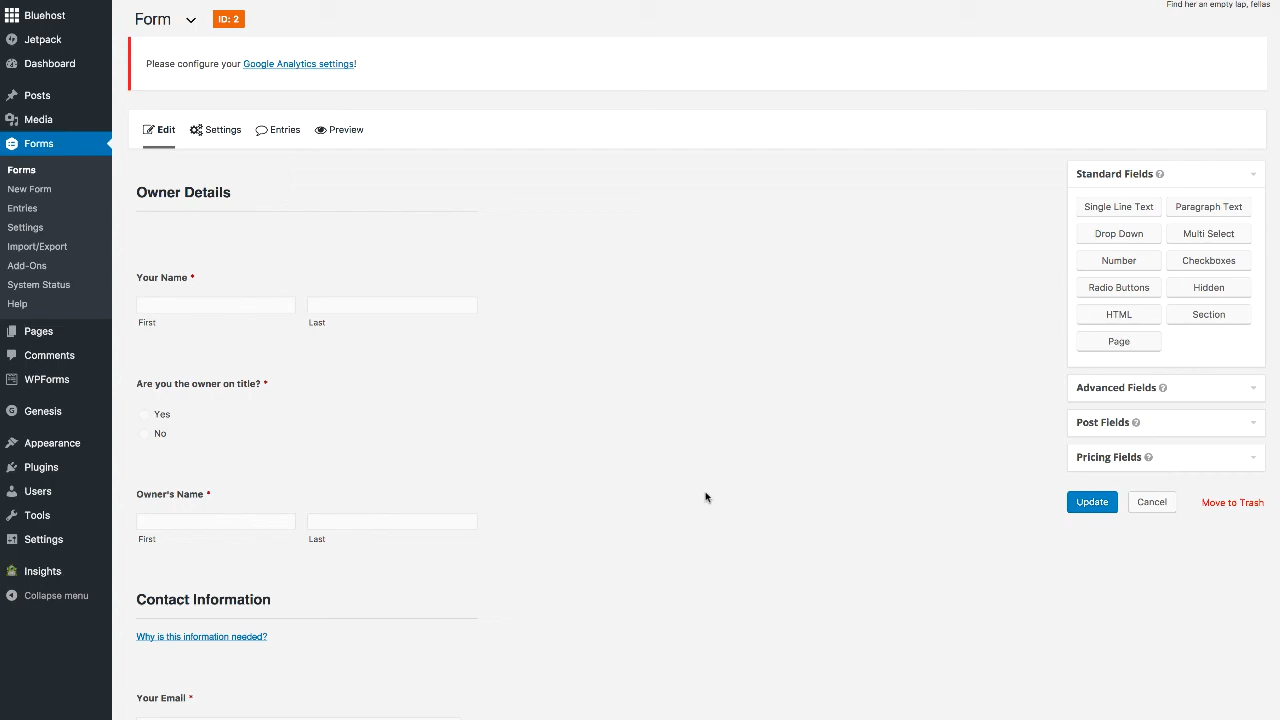 Find her an empty lap, fellas
Bluehost
Jetpack
Dashboard
Posts
Media
Forms
Forms
New Form
Entries
Settings
Import/Export
Add-Ons
System Status
Help
Pages
Comments
WPForms
Genesis
Appearance
Plugins
Users
Tools
Settings
Insights
Collapse menu
Form ID: 2
Please configure your Google Analytics settings!
Edit Settings Entries Preview
Owner Details
Your Name *
First Last
Are you the owner on title? *
Yes
No
Owner's Name *
First Last
Contact Information
Why is this information needed?
Your Email *
Standard Fields
Single Line Text Paragraph Text
Drop Down Multi Select
Number Checkboxes
Radio Buttons Hidden
HTML Section
Page
Advanced Fields
Post Fields
Pricing Fields
Update Cancel Move to Trash